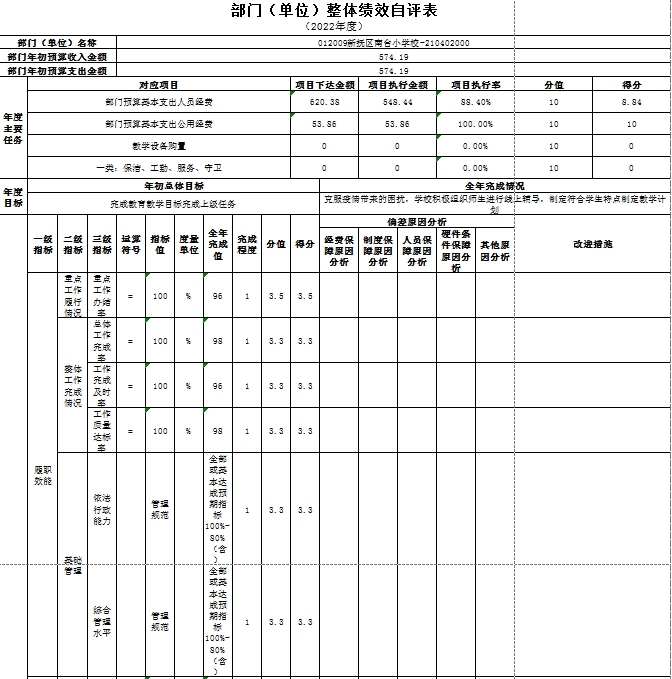 部门（单位）整体绩效自评表
（2022年度）
部门（单位）名称 012009新抚区南台小学校-210402000
部门年初预算收入金额 574.19
部门年初预算支出金额 574.19
年度主要任务
对应项目 项目下达金额 项目执行金额 项目执行率 分值 得分
部门预算基本支出人员经费 620.38 548.44 88.40% 10 8.84
部门预算基本支出公用经费 53.86 53.86 100.00% 10 10
教学设备购置 0 0 0.00% 10 0
一类：保洁、工勤、服务、守卫 0 0 0.00% 10 0
年度目标
年初总体目标 全年完成情况
完成教育教学目标完成上级任务 克服疫情带来的困扰，学校积极组织师生进行线上辅导，制定符合学生特点制定教学计划
一级指标 二级指标 三级指标 运算符号 指标值 度量单位 全年完成值 完成程度 分值 得分 偏差原因分析 改进措施
经费保障原因分析 制度保障原因分析 人员保障原因分析 硬件条件保障原因分析 其他原因分析
履职效能
重点工作履行情况 重点工作办结率 = 100 % 96 1 3.5 3.5
整体工作完成情况
总体工作完成率 = 100 % 98 1 3.3 3.3
工作完成及时率 = 100 % 96 1 3.3 3.3
工作质量达标率 = 100 % 98 1 3.3 3.3
基础管理
依法行政能力 管理规范 全部或基本达成预期指标100%-80%（含） 1 3.3 3.3
综合管理水平 管理规范 全部或基本达成预期指标100%-80%（含） 1 3.3 3.3